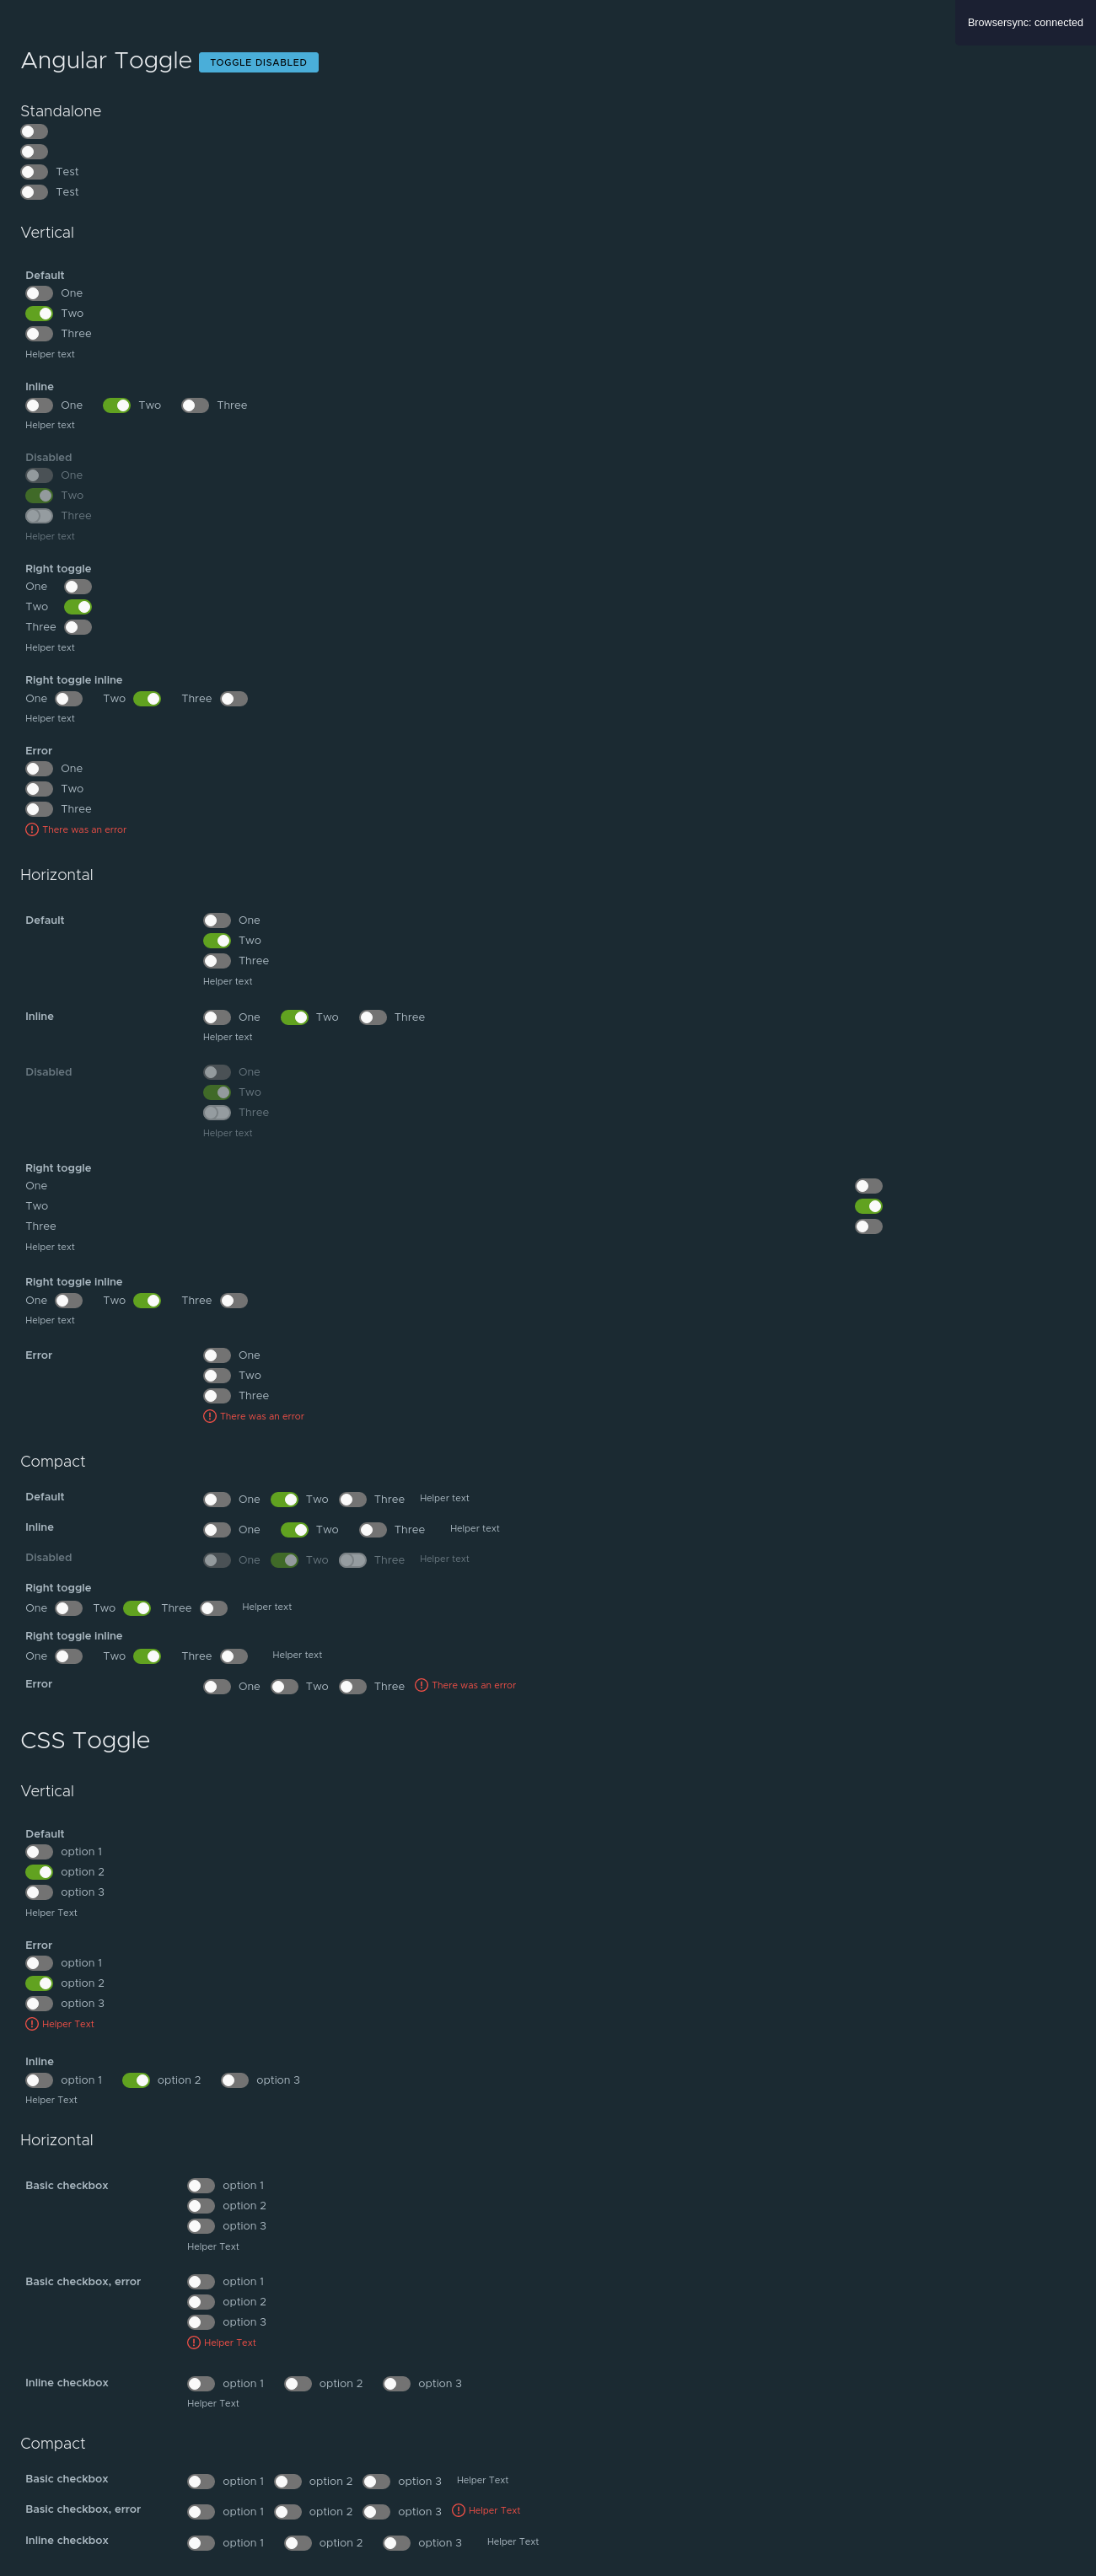 Browsersync: connected
Angular Toggle TOGGLE DISABLED
Standalone
Test
Test
Vertical
Default
One
Two
Three
Helper text
Inline
One Two Three
Helper text
Disabled
One
Two
Three
Helper text
Right toggle
One
Two
Three
Helper text
Right toggle inline
One Two Three
Helper text
Error
One
Two
Three
There was an error
Horizontal
Default One
Two
Three
Helper text
Inline One Two Three
Helper text
Disabled One
Two
Three
Helper text
Right toggle
One
Two
Three
Helper text
Right toggle inline
One Two Three
Helper text
Error One
Two
Three
There was an error
Compact
Default One Two Three Helper text
Inline One Two Three Helper text
Disabled One Two Three Helper text
Right toggle
One Two Three Helper text
Right toggle inline
One Two Three Helper text
Error One Two Three There was an error
CSS Toggle
Vertical
Default
option 1
option 2
option 3
Helper Text
Error
option 1
option 2
option 3
Helper Text
Inline
option 1 option 2 option 3
Helper Text
Horizontal
Basic checkbox option 1
option 2
option 3
Helper Text
Basic checkbox, error option 1
option 2
option 3
Helper Text
Inline checkbox option 1 option 2 option 3
Helper Text
Compact
Basic checkbox option 1 option 2 option 3 Helper Text
Basic checkbox, error option 1 option 2 option 3 Helper Text
Inline checkbox option 1 option 2 option 3 Helper Text